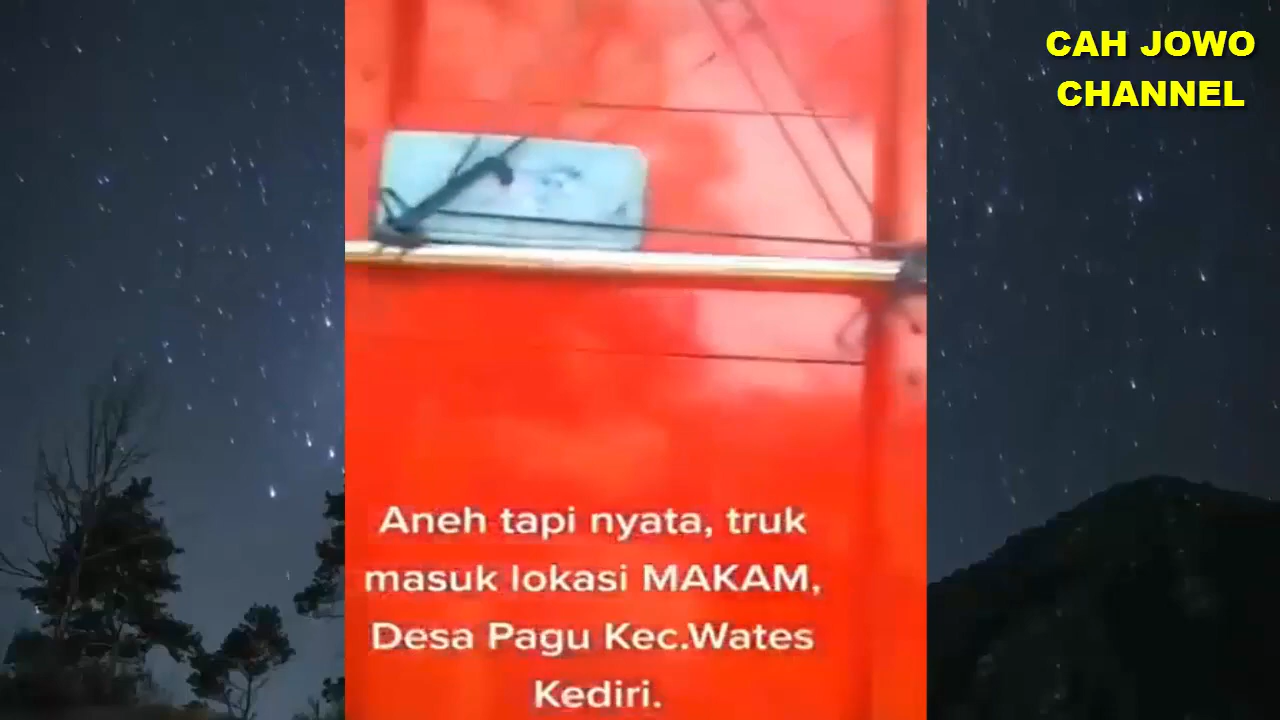 CAH JOWO
CHANNEL
Aneh tapi nyata, truk
masuk lokasi MAKAM,
Desa Pagu Kec.Wates
Kediri.